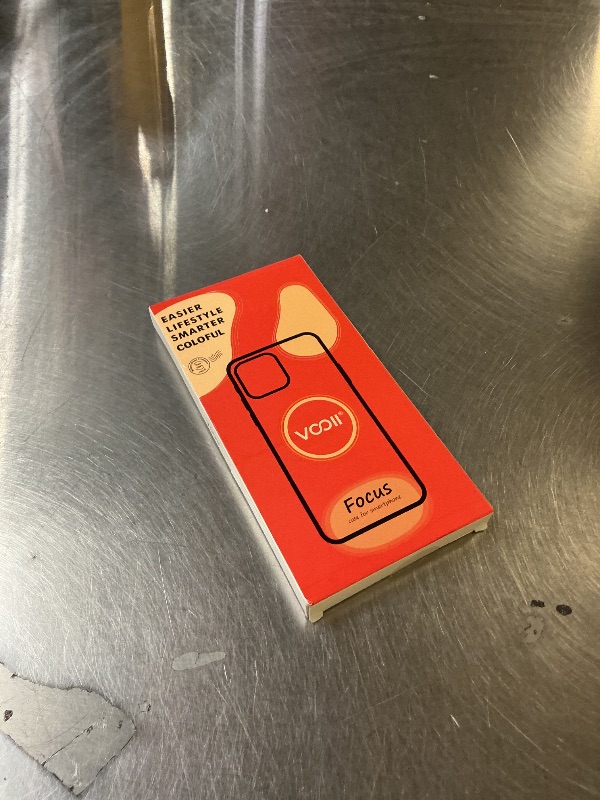 EASIER
LIFESTYLE
SMARTER
COLOFUL
VOOII®
Focus
case for smartphone